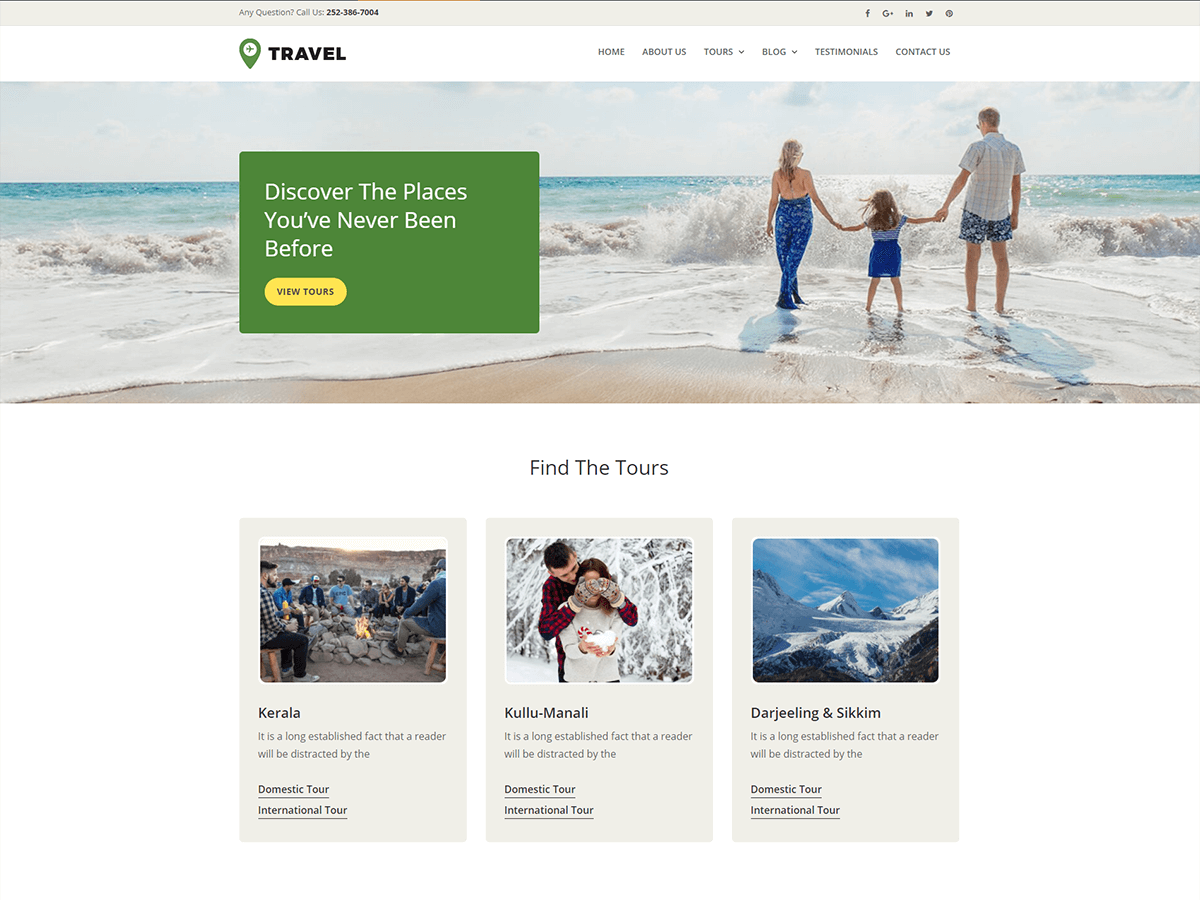 Any Question? Call Us: 252-386-7004
TRAVEL
HOME ABOUT US TOURS BLOG TESTIMONIALS CONTACT US
Discover The Places
You’ve Never Been
Before
VIEW TOURS
Find The Tours
Kerala
It is a long established fact that a reader
will be distracted by the
Domestic Tour
International Tour
Kullu-Manali
It is a long established fact that a reader
will be distracted by the
Domestic Tour
International Tour
Darjeeling & Sikkim
It is a long established fact that a reader
will be distracted by the
Domestic Tour
International Tour